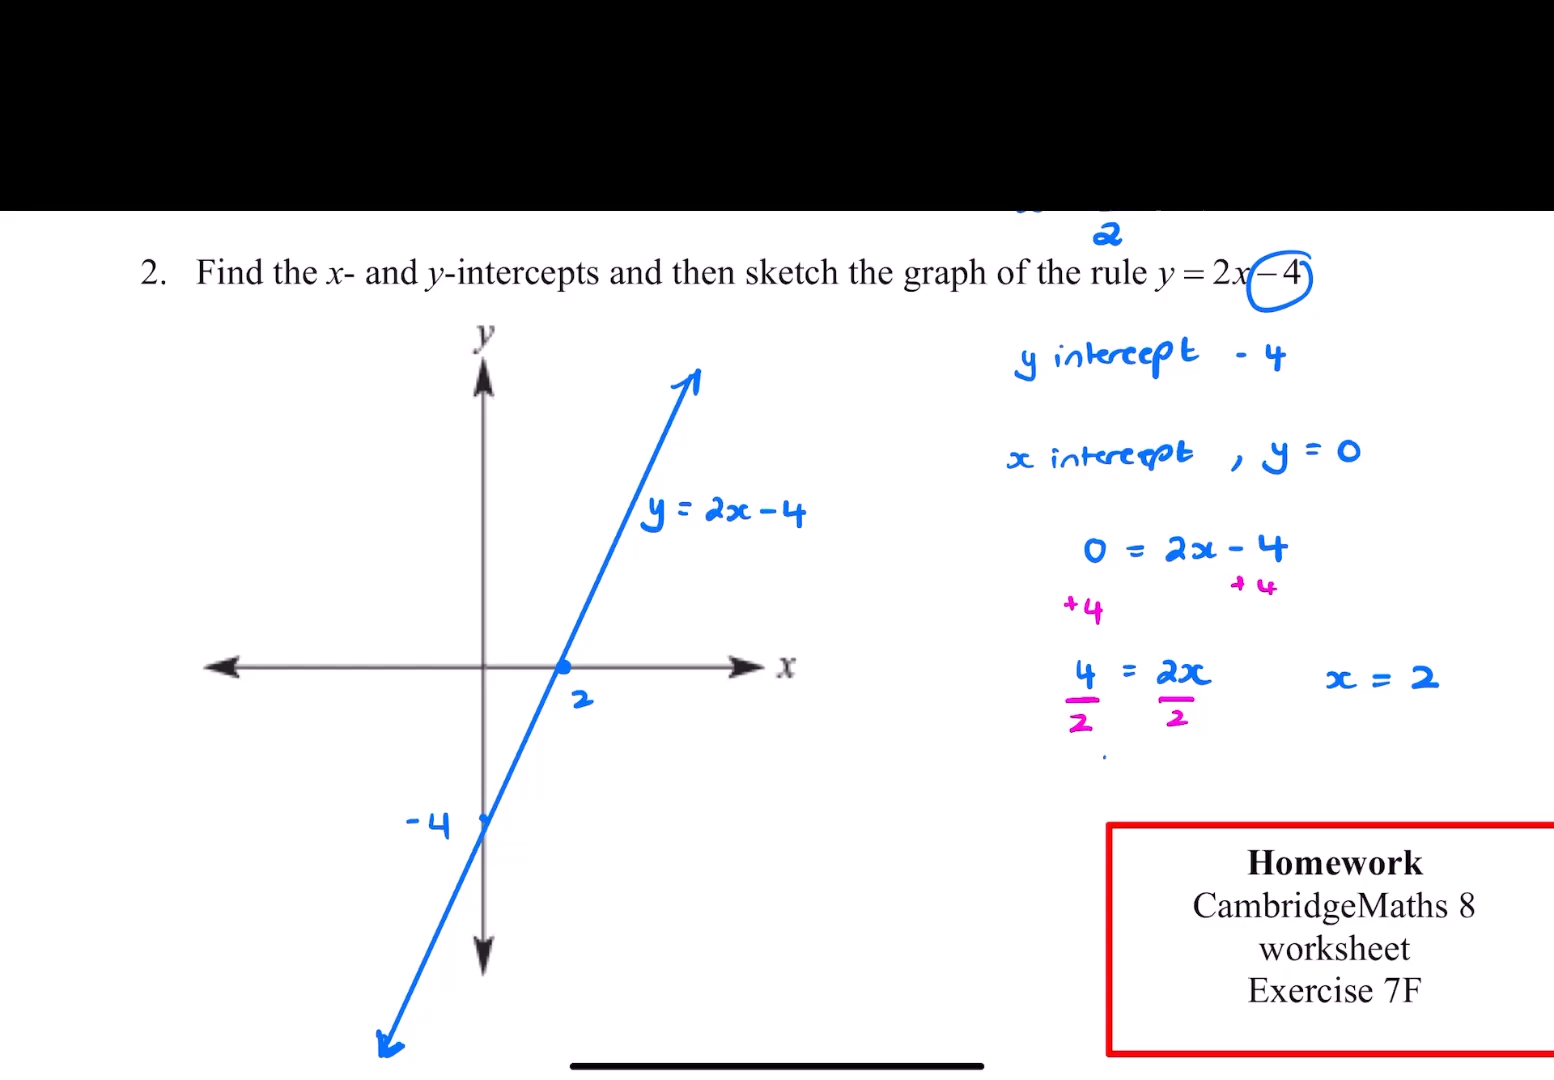 2
2. Find the x- and y-intercepts and then sketch the graph of the rule y = 2x – 4
y
y intercept - 4
x intercept , y = 0
y = 2x - 4
0 = 2x - 4
+4 +4
x
4 = 2x x = 2
2 2
2
-4
Homework
CambridgeMaths 8
worksheet
Exercise 7F